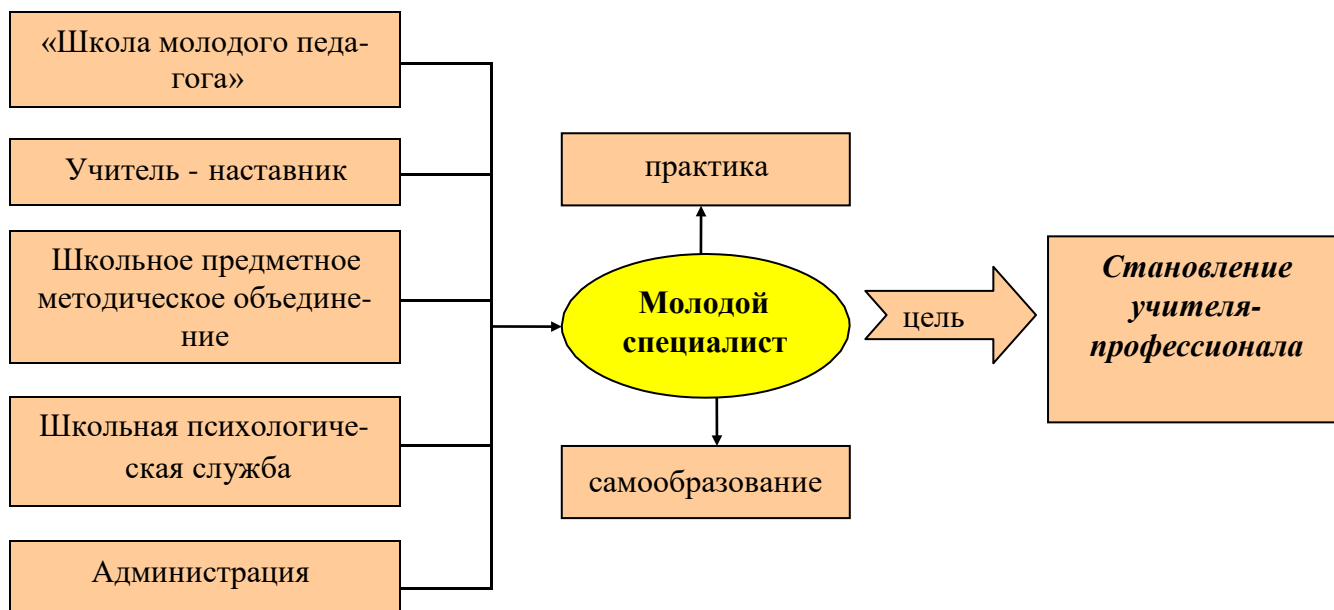 «Школа молодого педа-
гога»
Учитель - наставник
Школьное предметное
методическое объедине-
ние
Школьная психологиче-
ская служба
Администрация
практика
Молодой
специалист
самообразование
цель
Становление
учителя-
профессионала